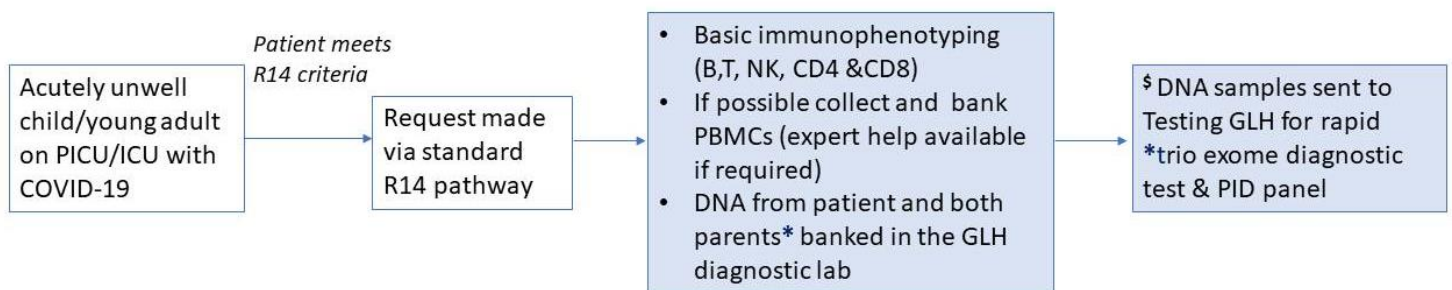 Acutely unwell
child/young adult
on PICU/ICU with
COVID-19
Patient meets
R14 criteria
Request made
via standard
R14 pathway
• Basic immunophenotyping
(B,T, NK, CD4 &CD8)
• If possible collect and bank
PBMCs (expert help available
if required)
• DNA from patient and both
parents* banked in the GLH
diagnostic lab
$ DNA samples sent to
Testing GLH for rapid
*trio exome diagnostic
test & PID panel